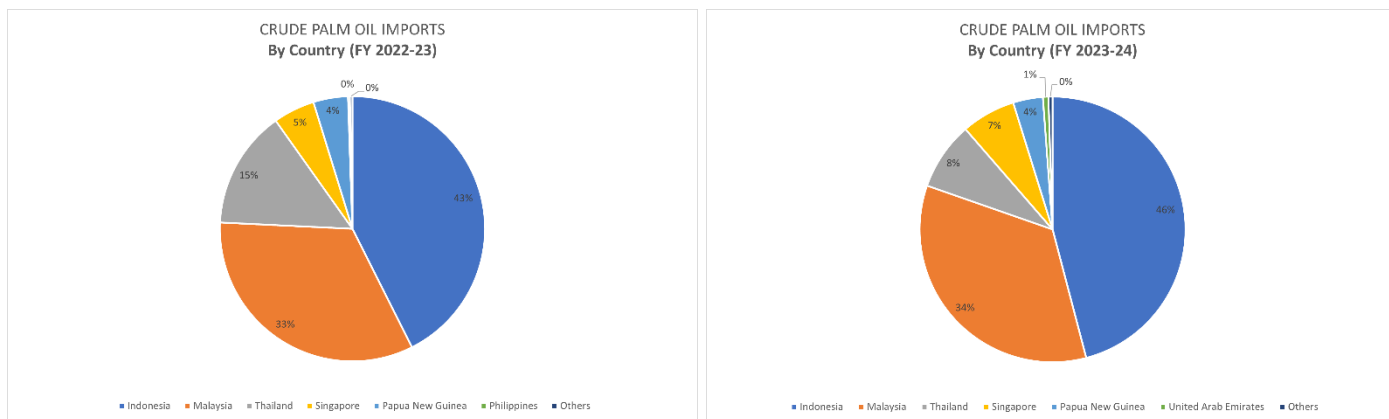 CRUDE PALM OIL IMPORTS
By Country (FY 2022-23)
0%
0%
4%
5%
15%
43%
33%
Indonesia Malaysia Thailand Singapore Papua New Guinea Philippines Others
CRUDE PALM OIL IMPORTS
By Country (FY 2023-24)
1%
0%
4%
7%
8%
46%
34%
Indonesia Malaysia Thailand Singapore Papua New Guinea United Arab Emirates Others